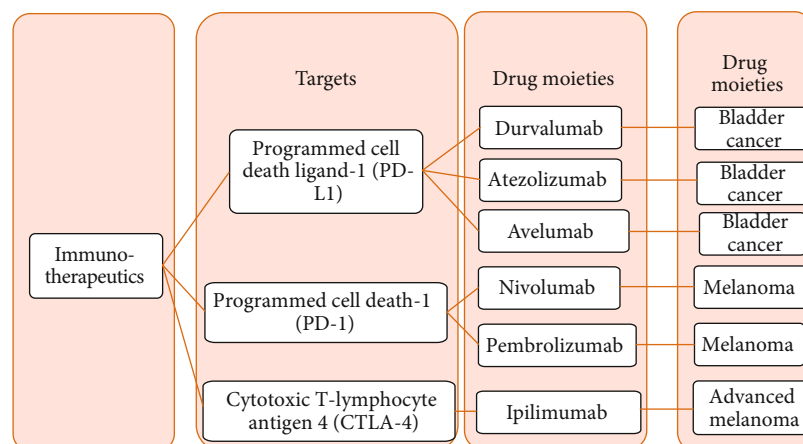 Immuno-
therapeutics
Targets
Programmed cell
death ligand-1 (PD-
L1)
Programmed cell death-1
(PD-1)
Cytotoxic T-lymphocyte
antigen 4 (CTLA-4)
Drug moieties
Durvalumab
Atezolizumab
Avelumab
Nivolumab
Pembrolizumab
Ipilimumab
Drug
moieties
Bladder
cancer
Bladder
cancer
Bladder
cancer
Melanoma
Melanoma
Advanced
melanoma